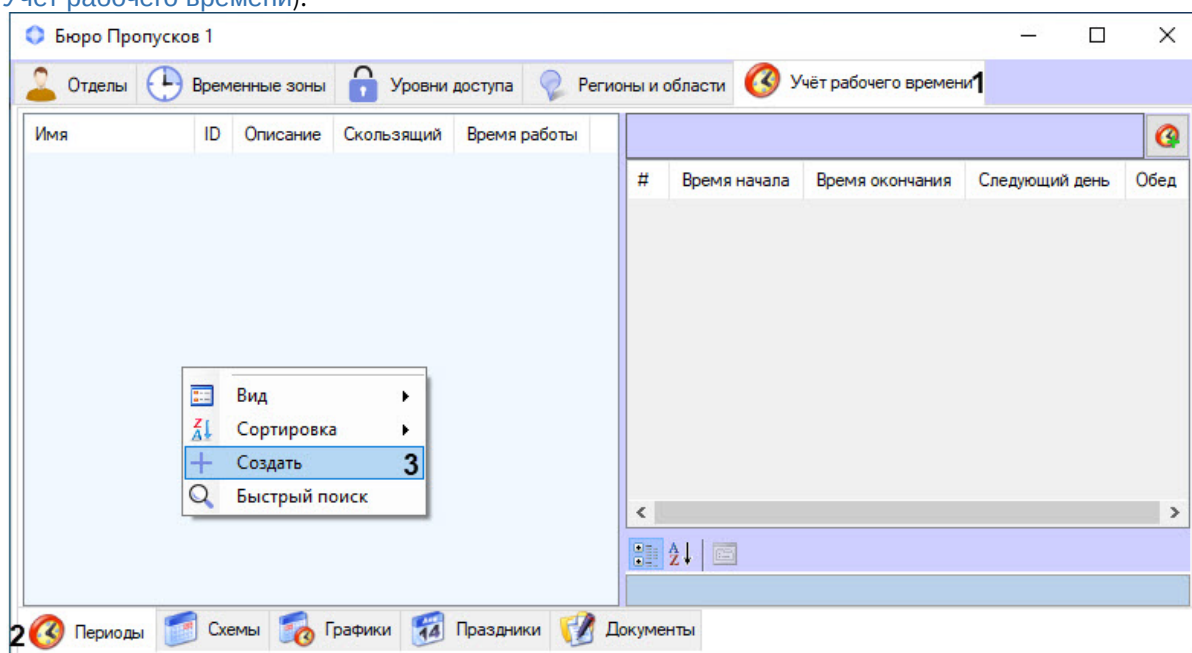 Учет рабочего времени).
Бюро Пропусков 1
Отделы Временные зоны Уровни доступа Регионы и области Учёт рабочего времени 1
Имя ID Описание Скользящий Время работы
# Время начала Время окончания Следующий день Обед
Вид
Сортировка
Создать 3
Быстрый поиск
2 Периоды Схемы Графики 14 Праздники Документы